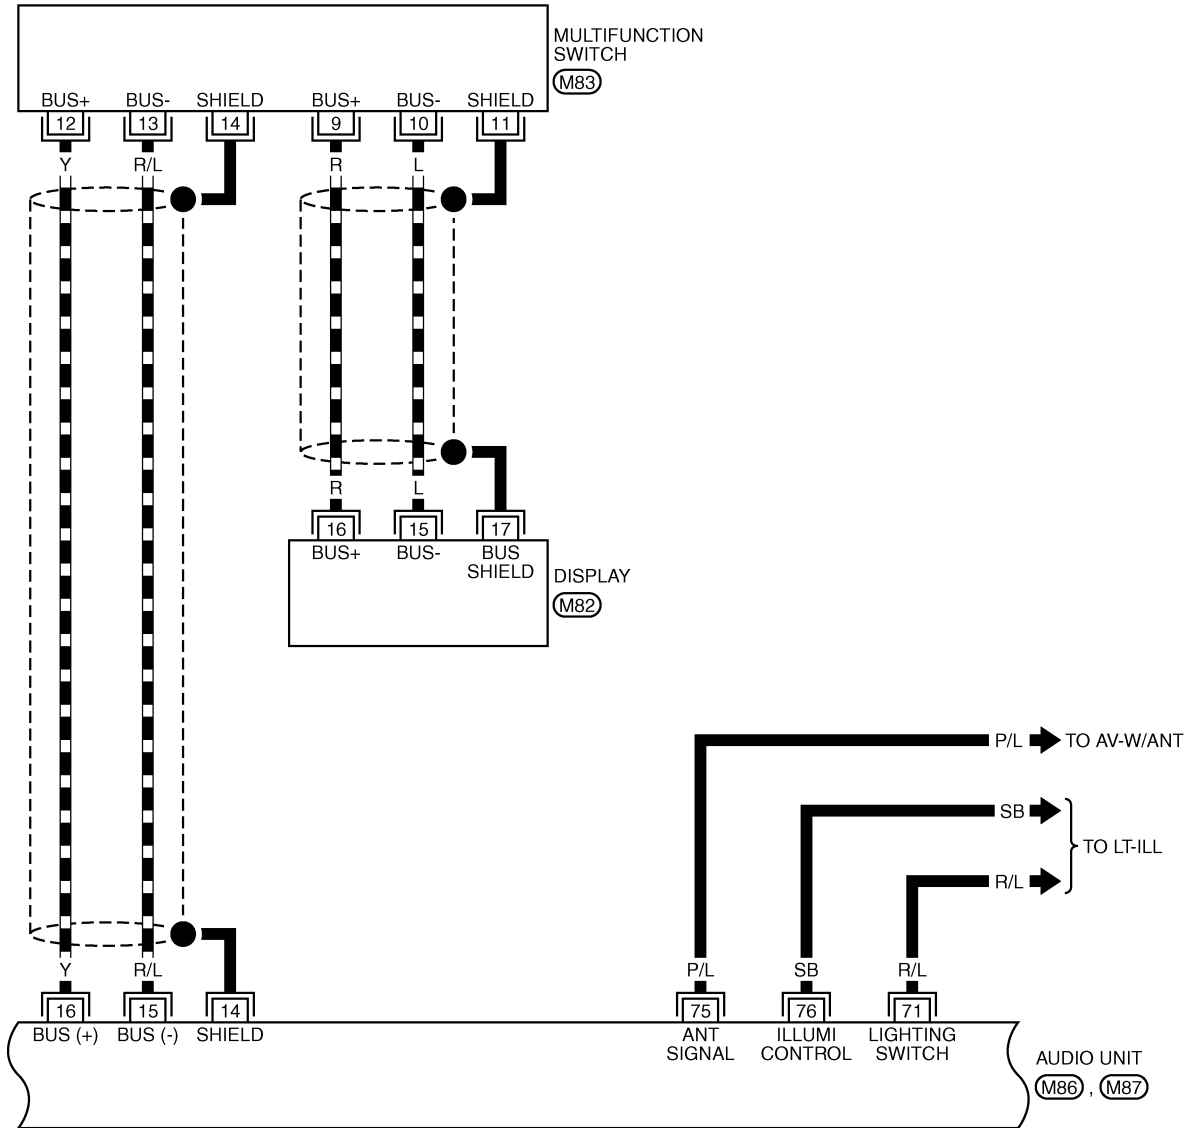 MULTIFUNCTION
SWITCH
M83
BUS+ BUS- SHIELD BUS+ BUS- SHIELD
12 13 14 9 10 11
Y R/L R L
R L
16 15 17
BUS+ BUS- BUS
SHIELD
DISPLAY
M82
P/L TO AV-W/ANT
SB
TO LT-ILL
R/L
Y R/L P/L SB R/L
16 15 14 75 76 71
BUS (+) BUS (-) SHIELD ANT ILLUMI LIGHTING
SIGNAL CONTROL SWITCH
AUDIO UNIT
M86 , M87